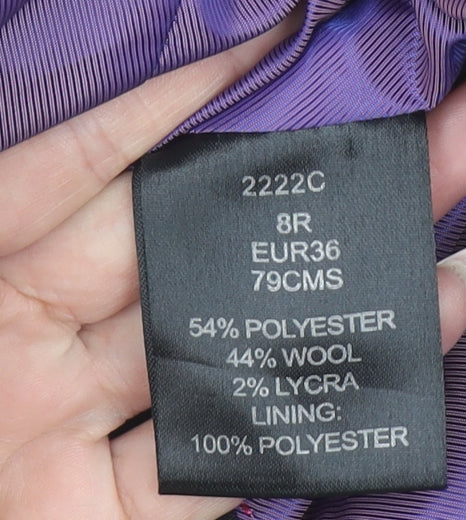 2222C
8R
EUR36
79CMS
54% POLYESTER
44% WOOL
2% LYCRA
LINING:
100% POLYESTER